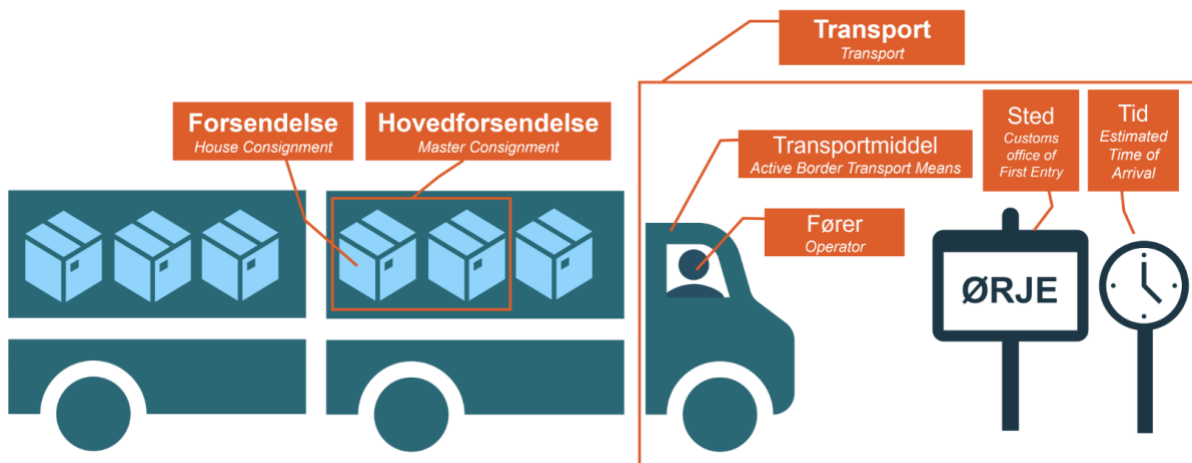 Transport
Transport
Forsendelse
House Consignment
Hovedforsendelse
Master Consignment
Transportmiddel
Active Border Transport Means
Fører
Operator
Sted
Customs
office of
First Entry
Tid
Estimated
Time of
Arrival
ØRJE